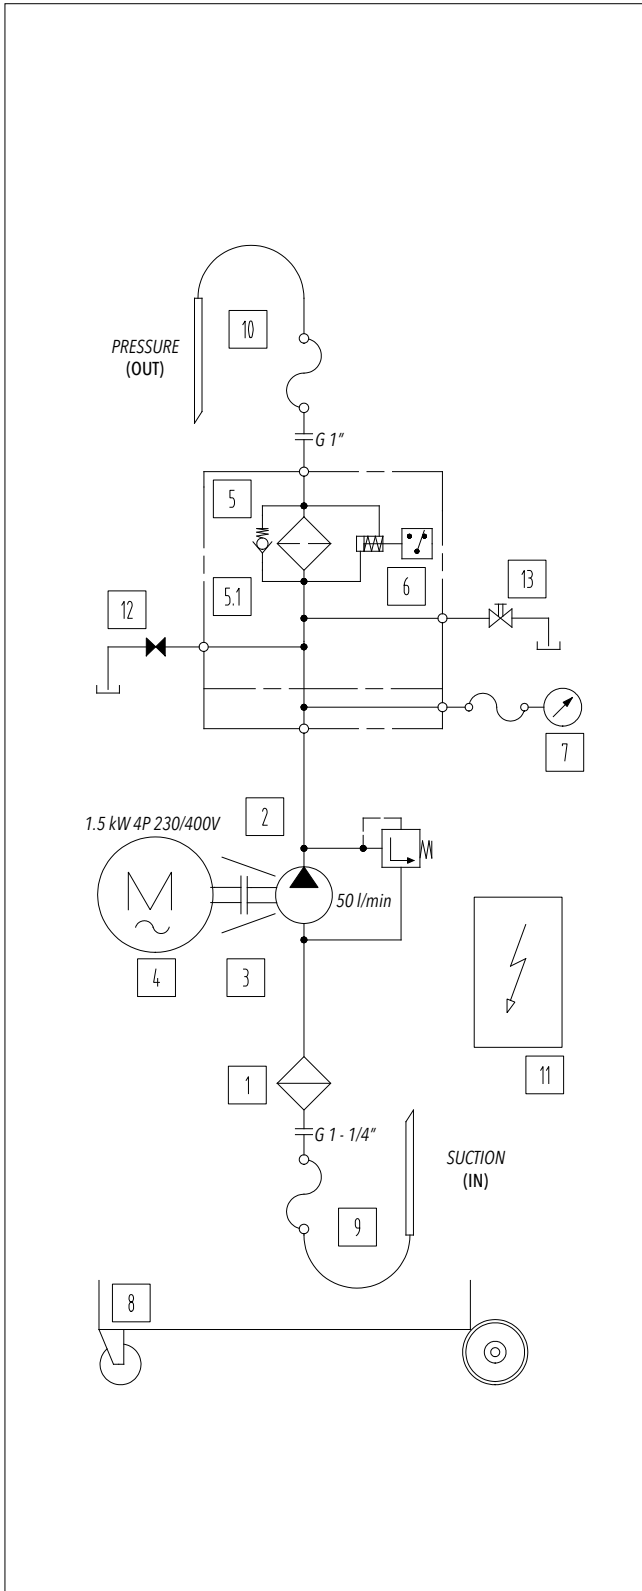 10
PRESSURE
(OUT)
G 1"
5
5.1
6
13
12
7
2
1.5 kW 4P 230/400V
M
50 l/min
4
3
11
1
G 1 - 1/4"
SUCTION
(IN)
9
8